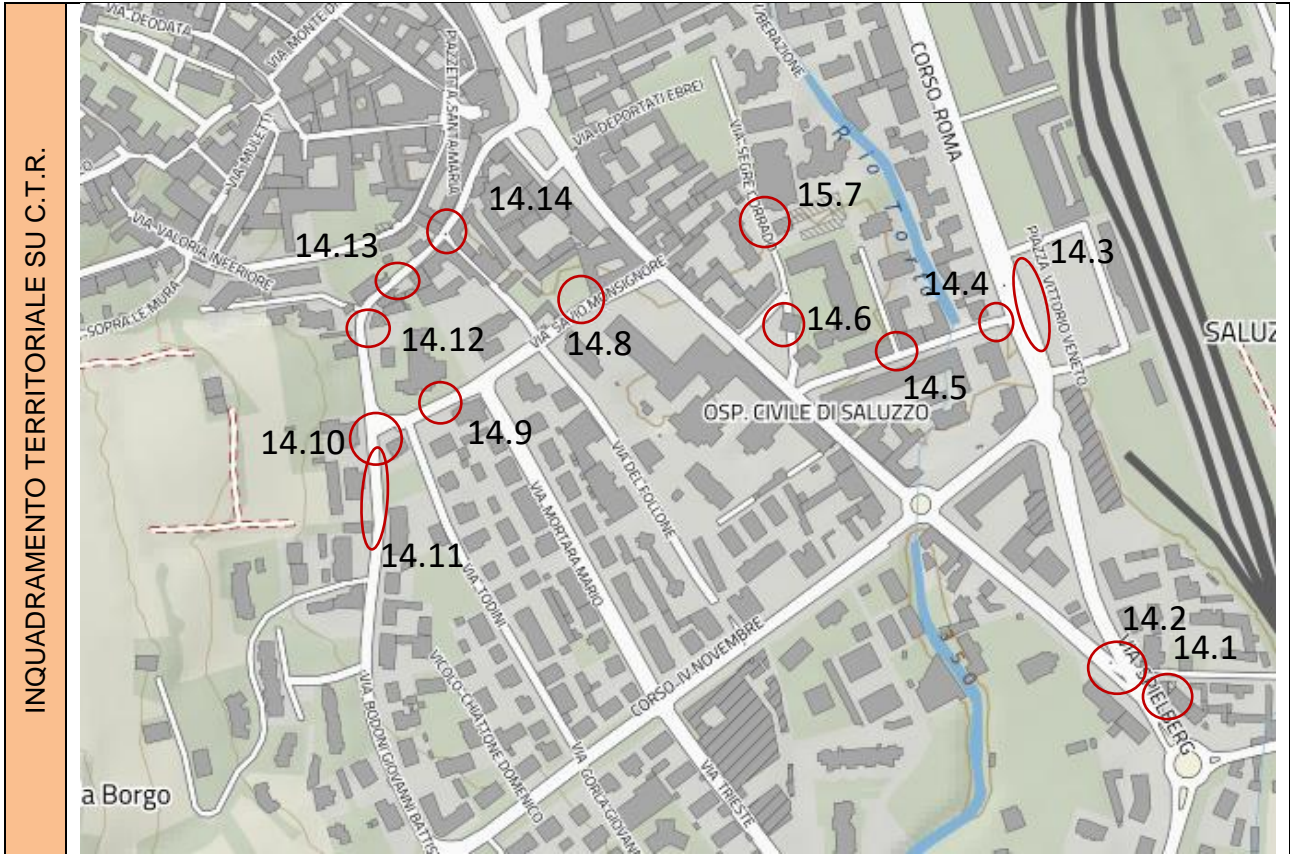 INQUADRAMENTO TERRITORIALE SU C.T.R.
VIA DEODATA
VIA MONTE DI
PIAZZETTA SANTA MARIA
LIBERAZIONE
CORSO ROMA
VIA DEPORTATI EBREI
VIA SEGRE CORRADO
Rio Torto
VIA MULETTI
VIA VALORIA INFERIORE
SOPRA LE MURA
14.14
14.13
15.7
PIAZZA VITTORIO VENETO
14.3
14.4
VIA SAVIO MONSIGNORE
14.8
14.6
14.12
14.5
SALUZ
OSP. CIVILE DI SALUZZO
14.10
14.9
VIA DEL FOLLONE
VIA MORTARA MARIO
14.11
VIA TODINI
VICOLO CHIATTONE DOMENICO
CORSO IV NOVEMBRE
350
14.2
14.1
VIA SPIELBERG
VIA BODONI GIOVANNI BATTIS
VIA GORLA GIOVAN
VIA TRIESTE
a Borgo